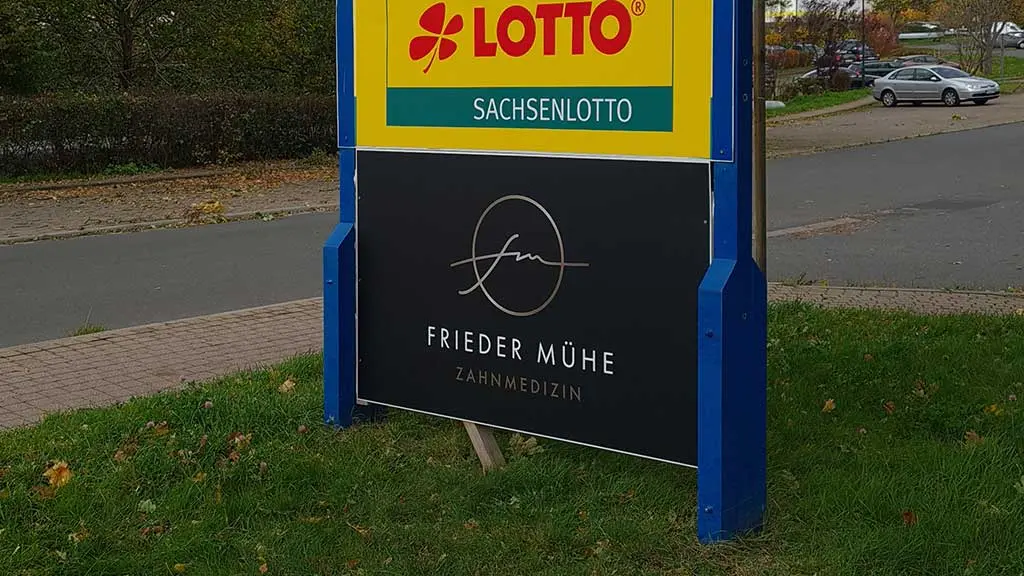 LOTTO®
SACHSENLOTTO
fm
FRIEDER MÜHE
ZAHNMEDIZIN